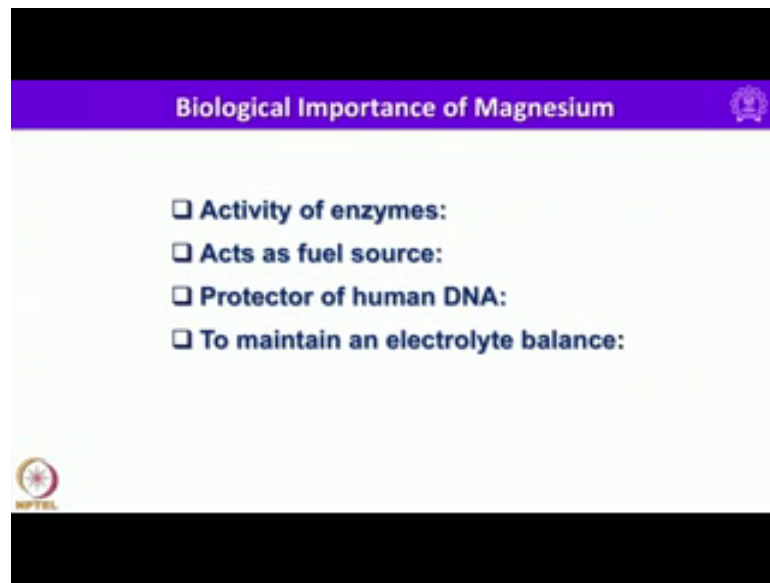 Biological Importance of Magnesium
Activity of enzymes:
Acts as fuel source:
Protector of human DNA:
To maintain an electrolyte balance:
NPTEL